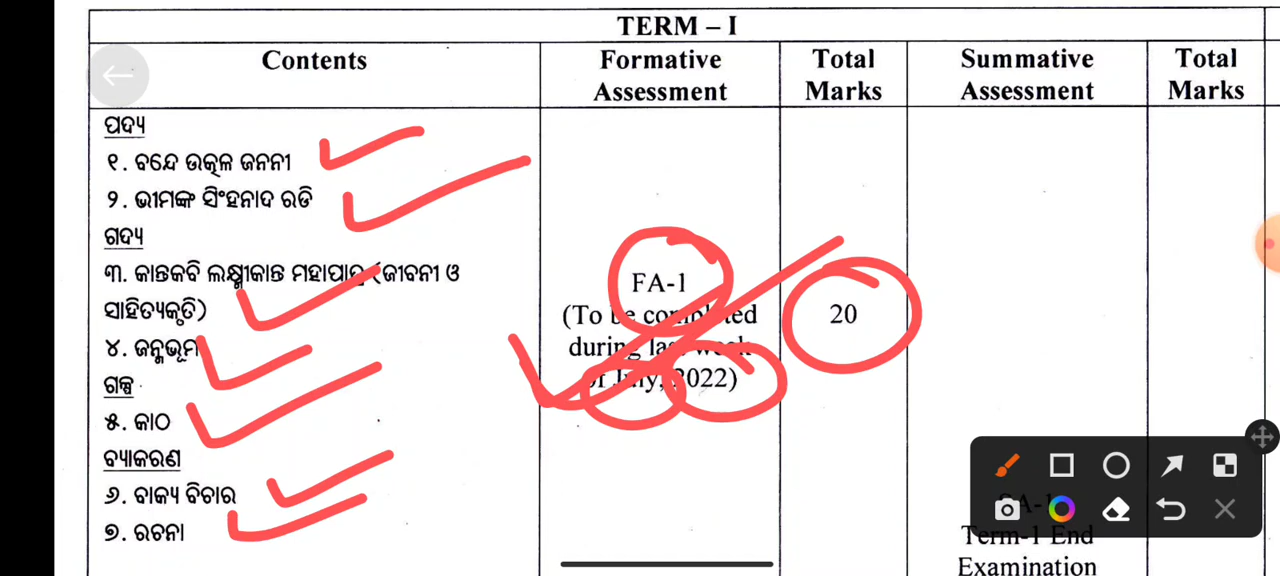 TERM – I
Contents
Formative Assessment
Total Marks
Summative Assessment
Total Marks
ପଦ୍ୟ
୧. ବନ୍ଦେ ଉତ୍କଳ ଜନନୀ
୨. ଭୀମଙ୍କ ସିଂହନାଦ ରଡି
ଗଦ୍ୟ
୩. କାନ୍ତକବି ଲକ୍ଷ୍ମୀକାନ୍ତ ମହାପାତ୍ର (ଜୀବନୀ ଓ
ସାହିତ୍ୟକୃତି)
୪. ଜନ୍ମଭୂମି
ଗଳ୍ପ
୫. କାଠ
ବ୍ୟାକରଣ
୬. ବାକ୍ୟ ବିଚାର
୭. ରଚନା
FA-1
(To be completed
during last week
of July, 2022)
20
Term-1 End
Examination